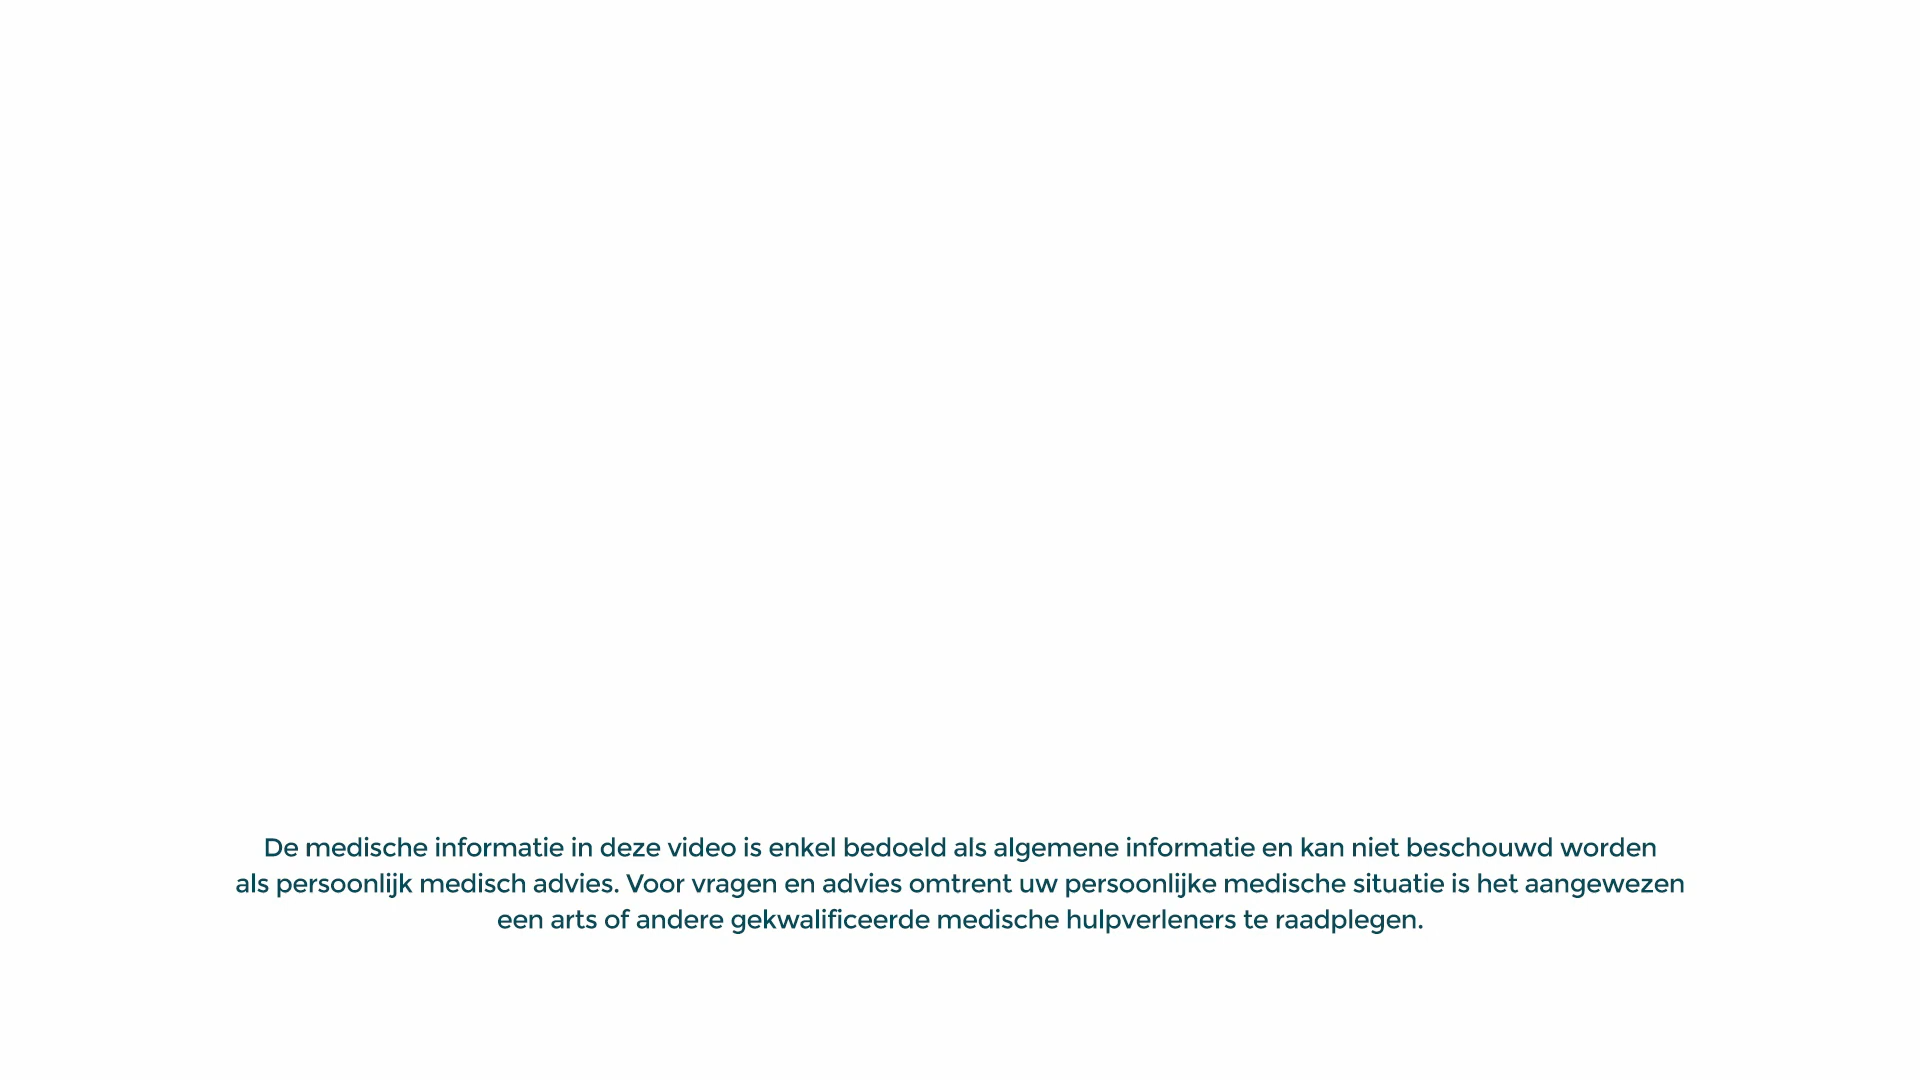 De medische informatie in deze video is enkel bedoeld als algemene informatie en kan niet beschouwd worden
als persoonlijk medisch advies. Voor vragen en advies omtrent uw persoonlijke medische situatie is het aangewezen
een arts of andere gekwalificeerde medische hulpverleners te raadplegen.